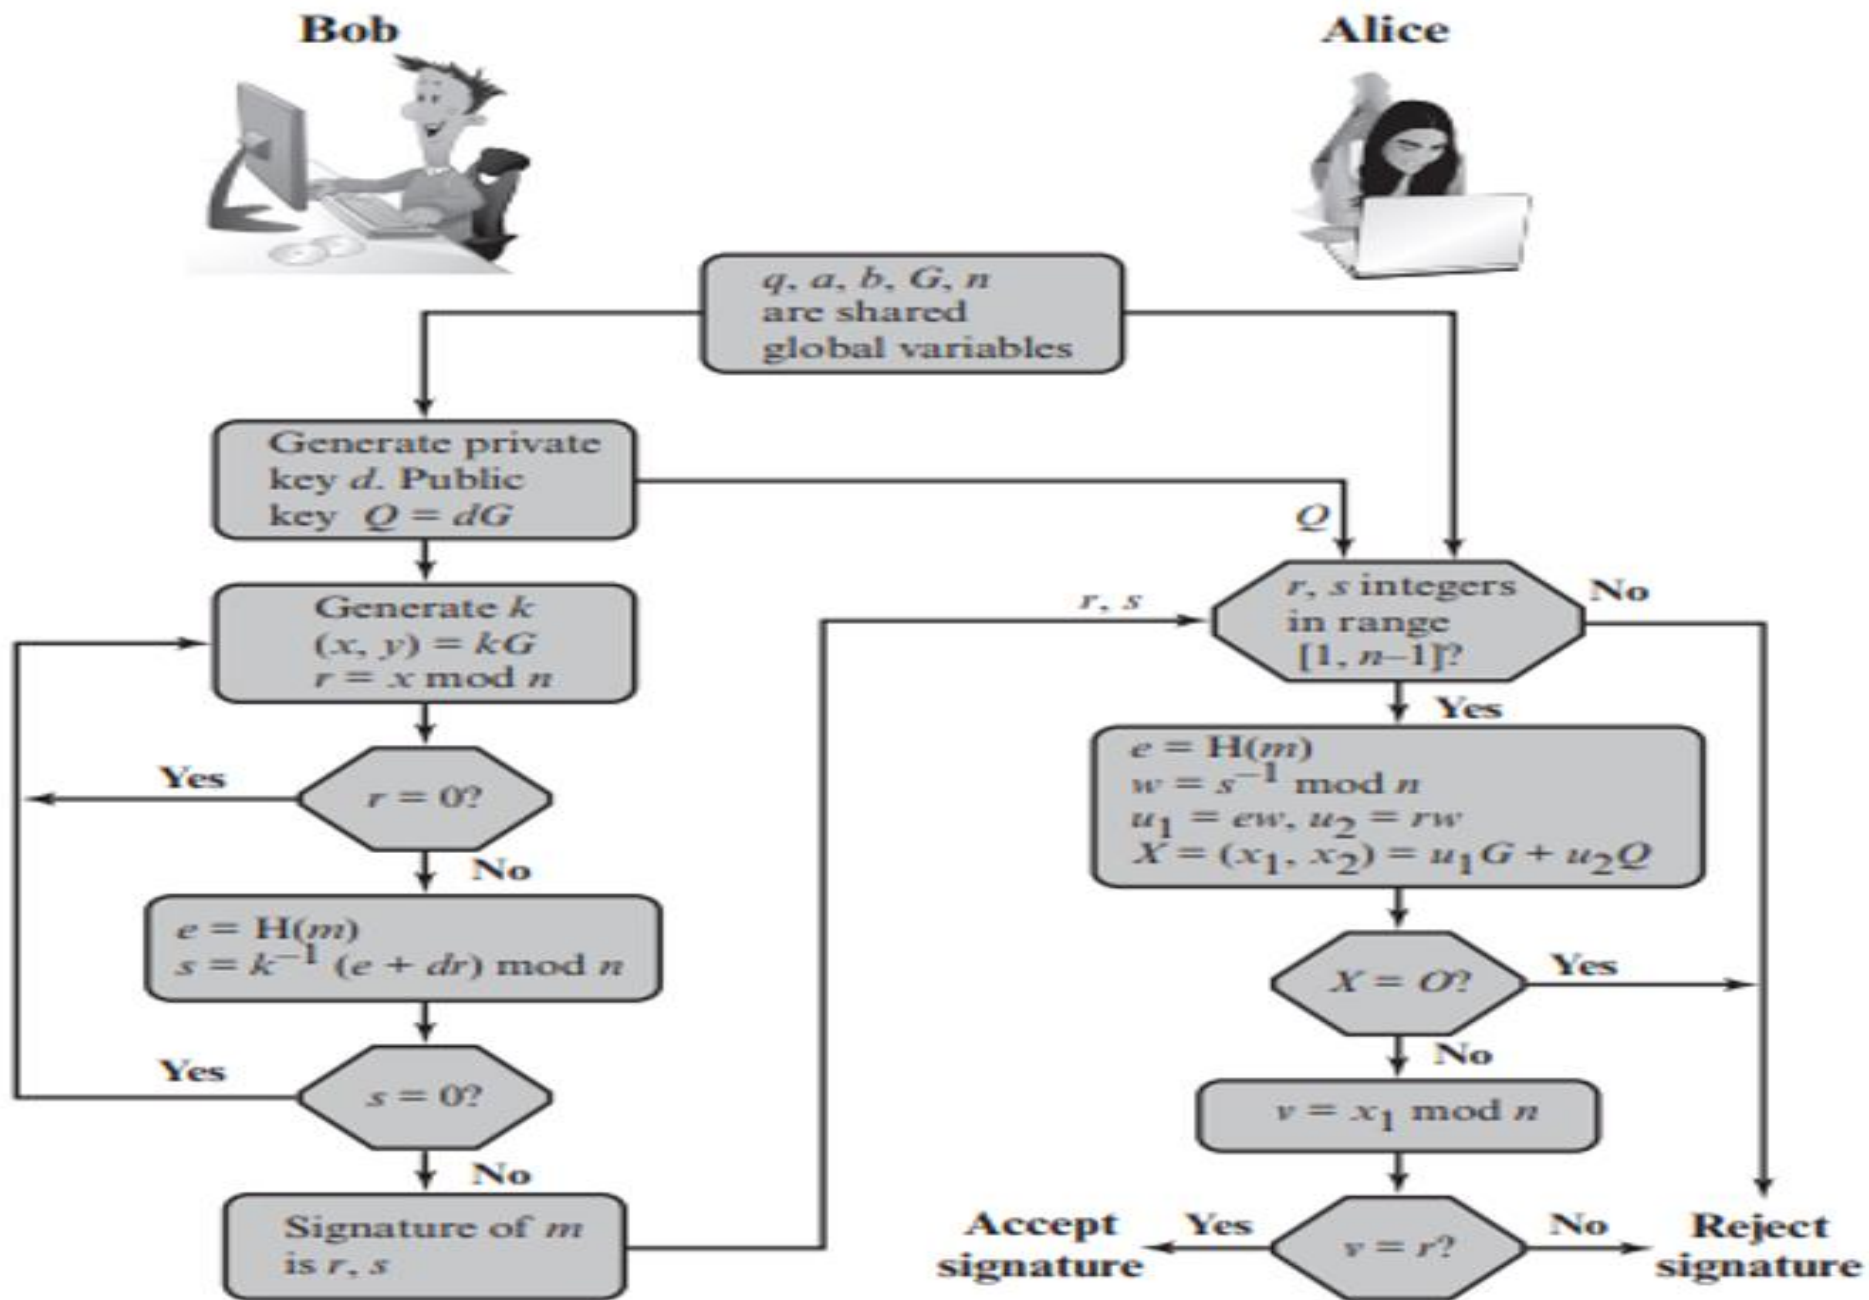 Bob
Alice
q, a, b, G, n
are shared
global variables
Generate private
key d. Public
key Q = dG
Q
Generate k
(x, y) = kG
r = x mod n
r, s
r, s integers
in range
[1, n–1]?
No
Yes
Yes
r = 0?
No
e = H(m)
w = s⁻¹ mod n
u₁ = ew, u₂ = rw
X = (x₁, x₂) = u₁G + u₂Q
e = H(m)
s = k⁻¹ (e + dr) mod n
X = O?
Yes
No
Yes
s = 0?
No
v = x₁ mod n
Signature of m
is r, s
Accept
signature
Yes
v = r?
No
Reject
signature